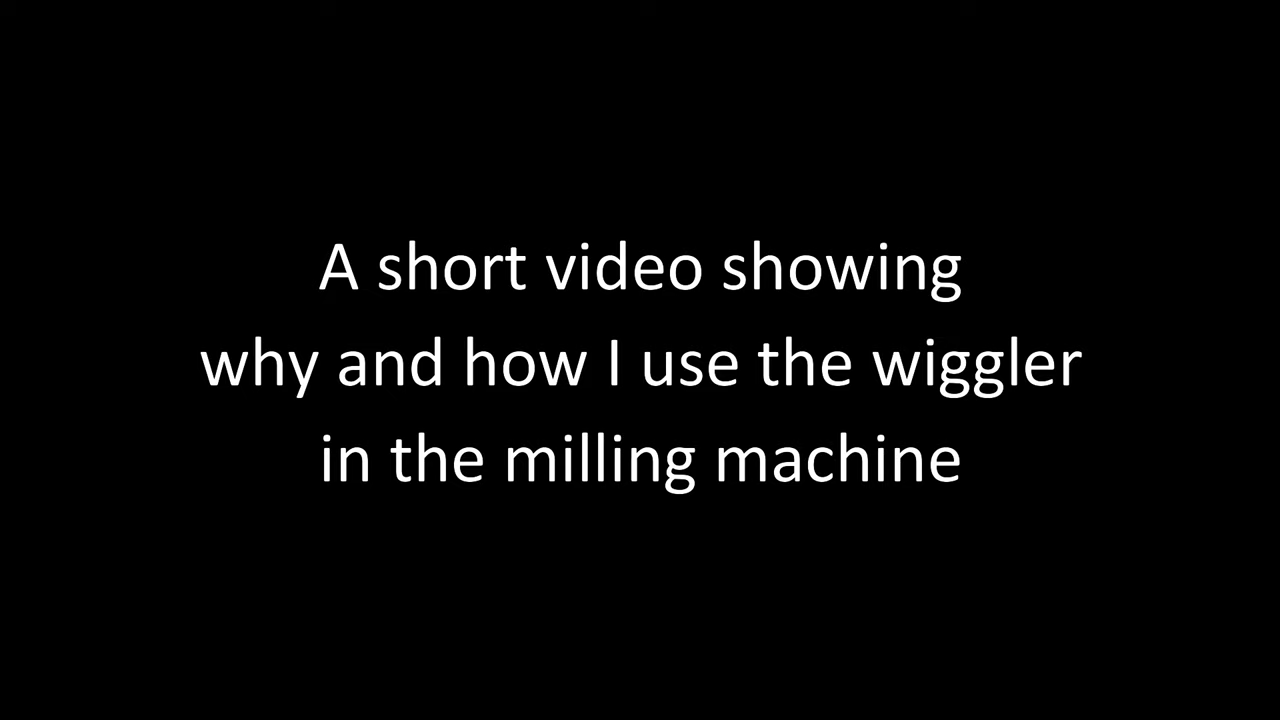 A short video showing
why and how I use the wiggler
in the milling machine